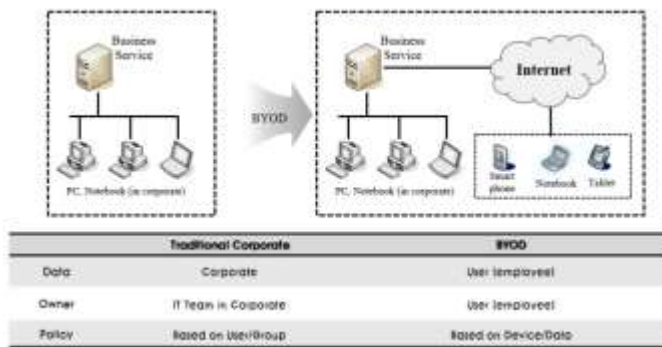 Business
Service
PC, Notebook (in corporate)
BYOD
Business
Service
Internet
PC, Notebook (in corporate)
Smart
phone
Notebook
Tablet
Traditional Corporate BYOD
Data Corporate User (employee)
Owner IT Team in Corporate User (employee)
Policy Based on User/Group Based on Device/Data